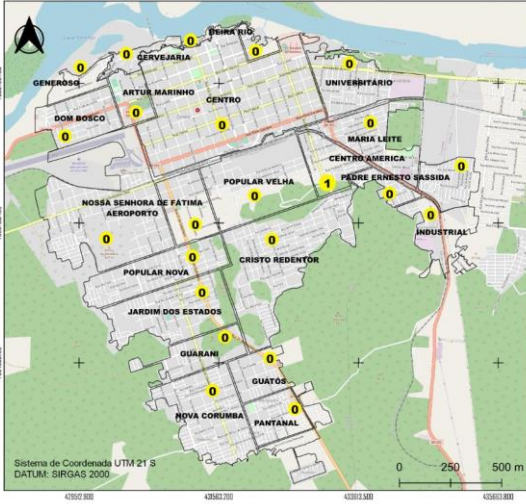 BEIRA RIO
0
0
0
CERVEJARIA
0
0
GENEROSO
UNIVERSITÁRIO
ARTUR MARINHO
CENTRO
0
DOM BOSCO
0
0
0
MARIA LEITE
CENTRO AMERICA
0
PADRE ERNESTO SASSIDA
POPULAR VELHA
1
0
0
NOSSA SENHORA DE FÁTIMA
AEROPORTO
0
0
INDUSTRIAL
0
0
CRISTO REDENTOR
0
POPULAR NOVA
0
JARDIM DOS ESTADOS
0
GUARANI
0
GUATÓS
0
NOVA CORUMBA
0
PANTANAL
Sistema de Coordenada UTM 21 S
DATUM: SIRGAS 2000
0 250 500 m